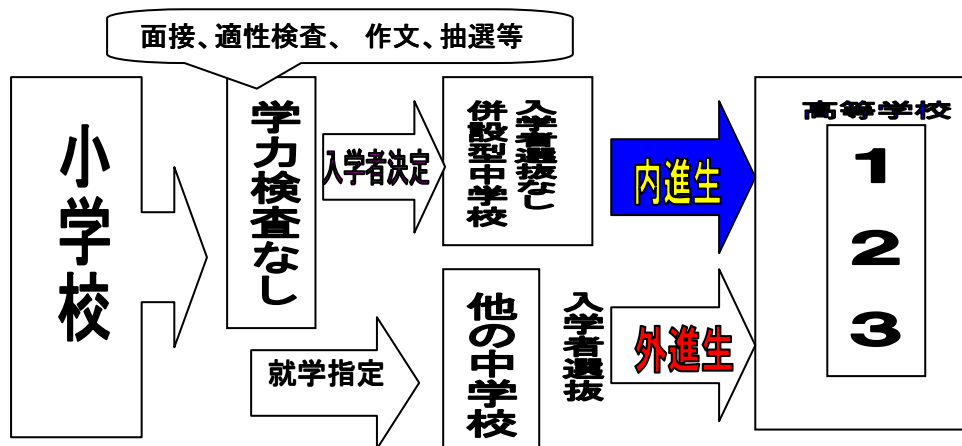 面接、適性検査、 作文、抽選等
小学校
学力検査なし
入学者決定
入学者選抜なし
併設型中学校
内進生
高等学校
1
2
3
就学指定
他の中学校
入学者選抜
外進生